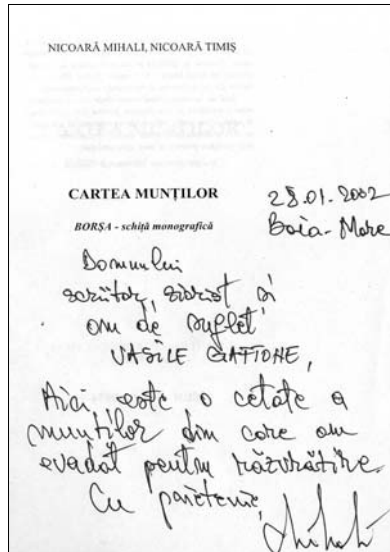 NICOARĂ MIHALI, NICOARĂ TIMIȘ
CARTEA MUNȚILOR
28.01.2002
BORȘA - schiță monografică
Baia-Mare
Domnului
scriitor, ziarist și
om de suflet
VASILE GAFTONE,
Aici este o cetate a
munților din care am
evadat pentru răzvrătire.
Cu prietenie,